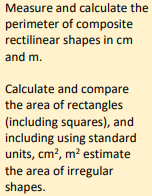 Measure and calculate the
perimeter of composite
rectilinear shapes in cm
and m.
Calculate and compare
the area of rectangles
(including squares), and
including using standard
units, cm², m² estimate
the area of irregular
shapes.